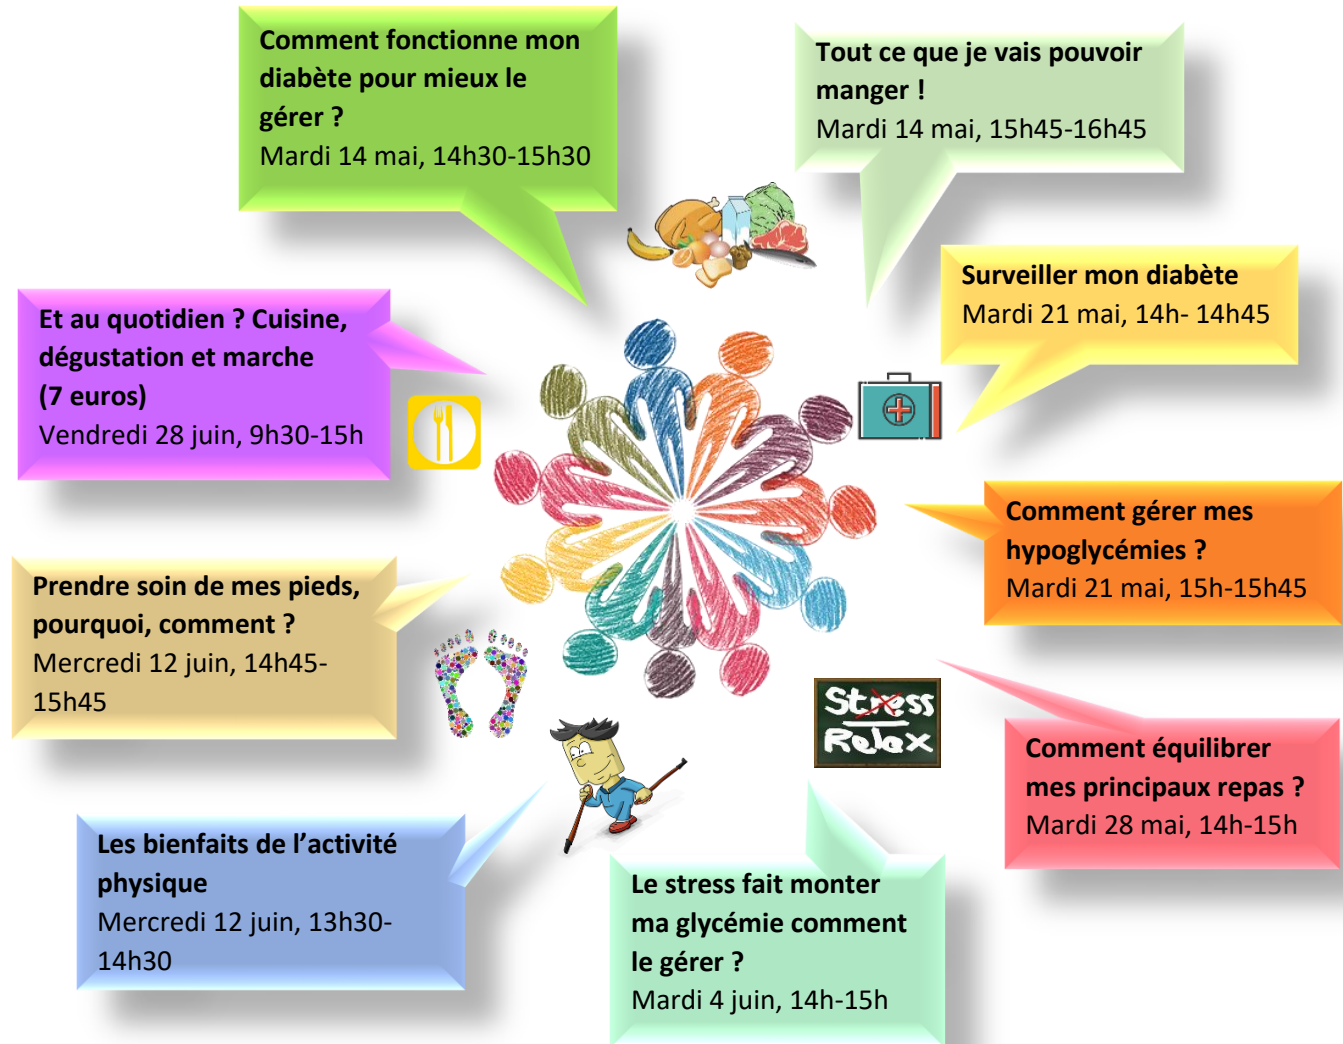 Comment fonctionne mon
diabète pour mieux le
gérer ?
Mardi 14 mai, 14h30-15h30
Tout ce que je vais pouvoir
manger !
Mardi 14 mai, 15h45-16h45
Surveiller mon diabète
Mardi 21 mai, 14h- 14h45
Comment gérer mes
hypoglycémies ?
Mardi 21 mai, 15h-15h45
Comment équilibrer
mes principaux repas ?
Mardi 28 mai, 14h-15h
Stress
Relax
Le stress fait monter
ma glycémie comment
le gérer ?
Mardi 4 juin, 14h-15h
Les bienfaits de l’activité
physique
Mercredi 12 juin, 13h30-
14h30
Prendre soin de mes pieds,
pourquoi, comment ?
Mercredi 12 juin, 14h45-
15h45
Et au quotidien ? Cuisine,
dégustation et marche
(7 euros)
Vendredi 28 juin, 9h30-15h